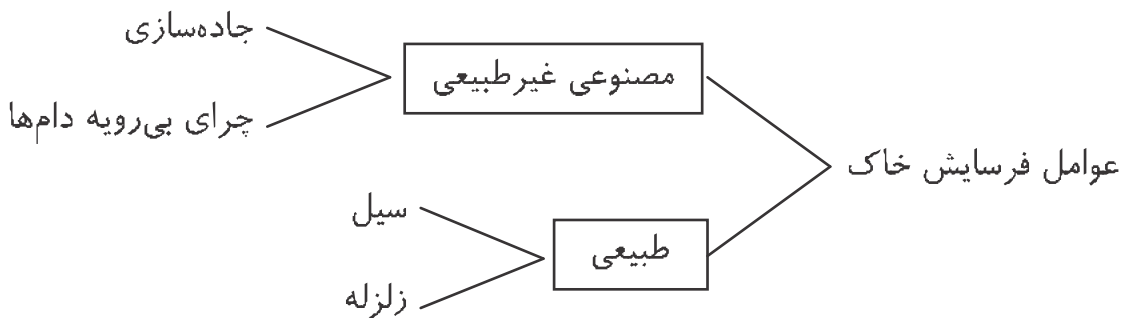 عوامل فرسایش خاک
مصنوعی غیرطبیعی
جاده‌سازی
چرای بی‌رویه دام‌ها
طبیعی
سیل
زلزله